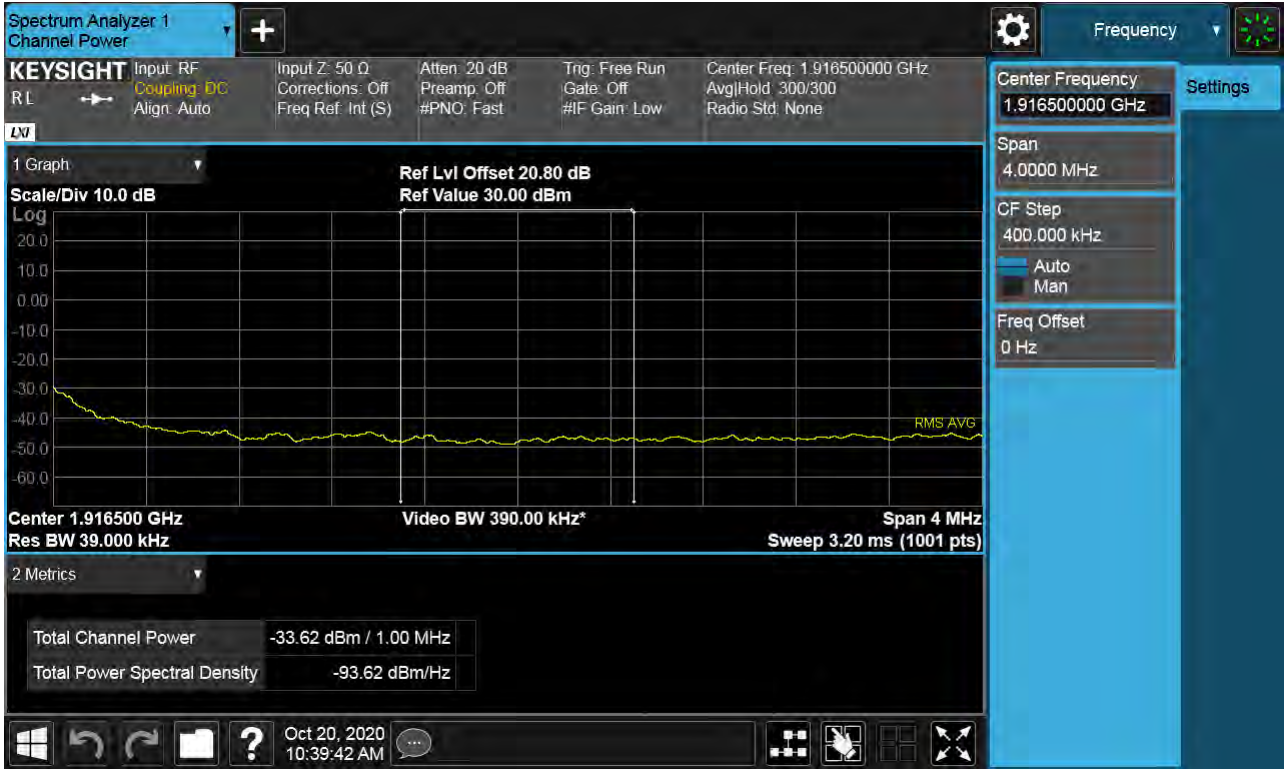 Spectrum Analyzer 1
Channel Power
Frequency
KEYSIGHT
R L
LXI
Input: RF
Coupling: DC
Align: Auto
Input Z: 50 Ω
Corrections: Off
Freq Ref: Int (S)
Atten: 20 dB
Preamp: Off
#PNO: Fast
Trig: Free Run
Gate: Off
#IF Gain: Low
Center Freq: 1.916500000 GHz
Avg|Hold: 300/300
Radio Std: None
Center Frequency
1.916500000 GHz
Settings
Span
4.0000 MHz
CF Step
400.000 kHz
Auto
Man
Freq Offset
0 Hz
1 Graph
Scale/Div 10.0 dB
Ref Lvl Offset 20.80 dB
Ref Value 30.00 dBm
Log
20.0
10.0
0.00
-10.0
-20.0
-30.0
-40.0
-50.0
-60.0
RMS AVG
Center 1.916500 GHz
Res BW 39.000 kHz
Video BW 390.00 kHz*
Span 4 MHz
Sweep 3.20 ms (1001 pts)
2 Metrics
Total Channel Power -33.62 dBm / 1.00 MHz
Total Power Spectral Density -93.62 dBm/Hz
?
Oct 20, 2020
10:39:42 AM